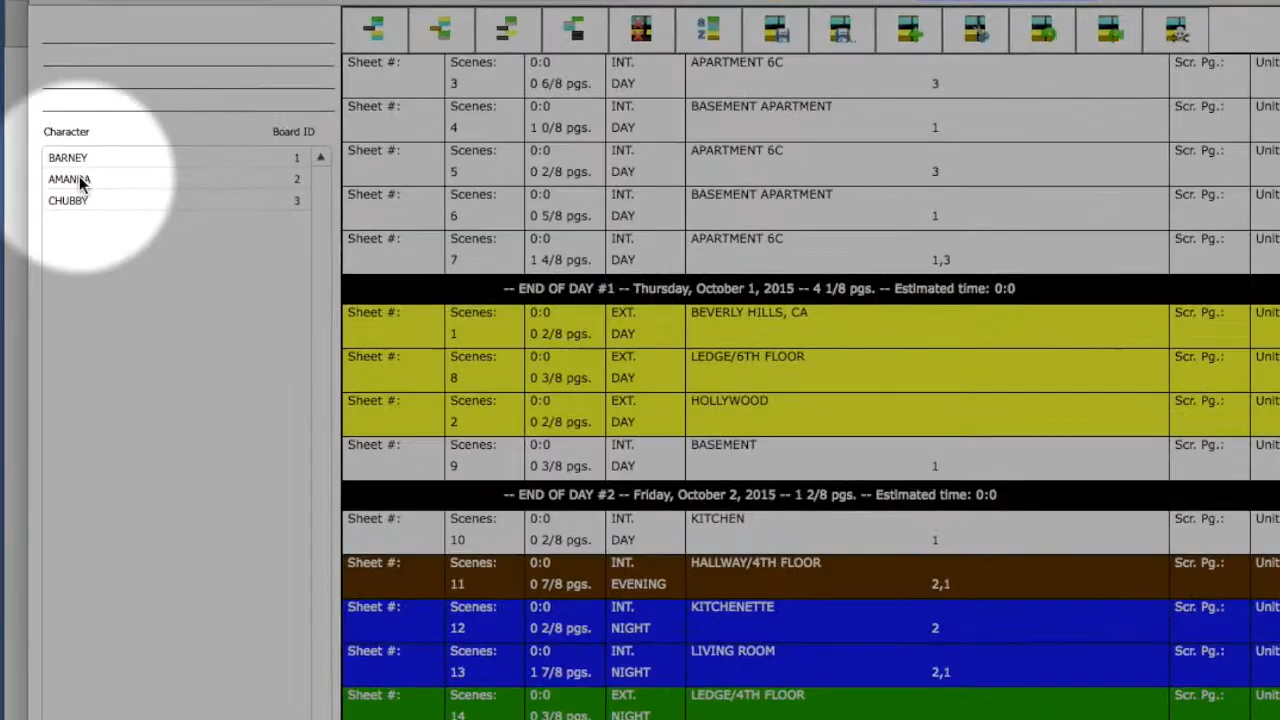 Character Board ID
BARNEY 1
AMANDA 2
CHUBBY 3
Sheet #: Scenes: 0:0 INT. APARTMENT 6C Scr. Pg.: Unit
3 0 6/8 pgs. DAY 3
Sheet #: Scenes: 0:0 INT. BASEMENT APARTMENT Scr. Pg.: Unit
4 1 0/8 pgs. DAY 1
Sheet #: Scenes: 0:0 INT. APARTMENT 6C Scr. Pg.: Unit
5 0 2/8 pgs. DAY 3
Sheet #: Scenes: 0:0 INT. BASEMENT APARTMENT Scr. Pg.: Unit
6 0 5/8 pgs. DAY 1
Sheet #: Scenes: 0:0 INT. APARTMENT 6C Scr. Pg.: Unit
7 1 4/8 pgs. DAY 1,3
-- END OF DAY #1 -- Thursday, October 1, 2015 -- 4 1/8 pgs. -- Estimated time: 0:0
Sheet #: Scenes: 0:0 EXT. BEVERLY HILLS, CA Scr. Pg.: Unit
1 0 2/8 pgs. DAY
Sheet #: Scenes: 0:0 EXT. LEDGE/6TH FLOOR Scr. Pg.: Unit
8 0 3/8 pgs. DAY
Sheet #: Scenes: 0:0 EXT. HOLLYWOOD Scr. Pg.: Unit
2 0 2/8 pgs. DAY
Sheet #: Scenes: 0:0 INT. BASEMENT Scr. Pg.: Unit
9 0 3/8 pgs. DAY 1
-- END OF DAY #2 -- Friday, October 2, 2015 -- 1 2/8 pgs. -- Estimated time: 0:0
Sheet #: Scenes: 0:0 INT. KITCHEN Scr. Pg.: Unit
10 0 2/8 pgs. DAY 1
Sheet #: Scenes: 0:0 INT. HALLWAY/4TH FLOOR Scr. Pg.: Unit
11 0 7/8 pgs. EVENING 2,1
Sheet #: Scenes: 0:0 INT. KITCHENETTE Scr. Pg.: Unit
12 0 2/8 pgs. NIGHT 2
Sheet #: Scenes: 0:0 INT. LIVING ROOM Scr. Pg.: Unit
13 1 7/8 pgs. NIGHT 2,1
Sheet #: Scenes: 0:0 EXT. LEDGE/4TH FLOOR Scr. Pg.: Unit
14 0 3/8 pgs. NIGHT